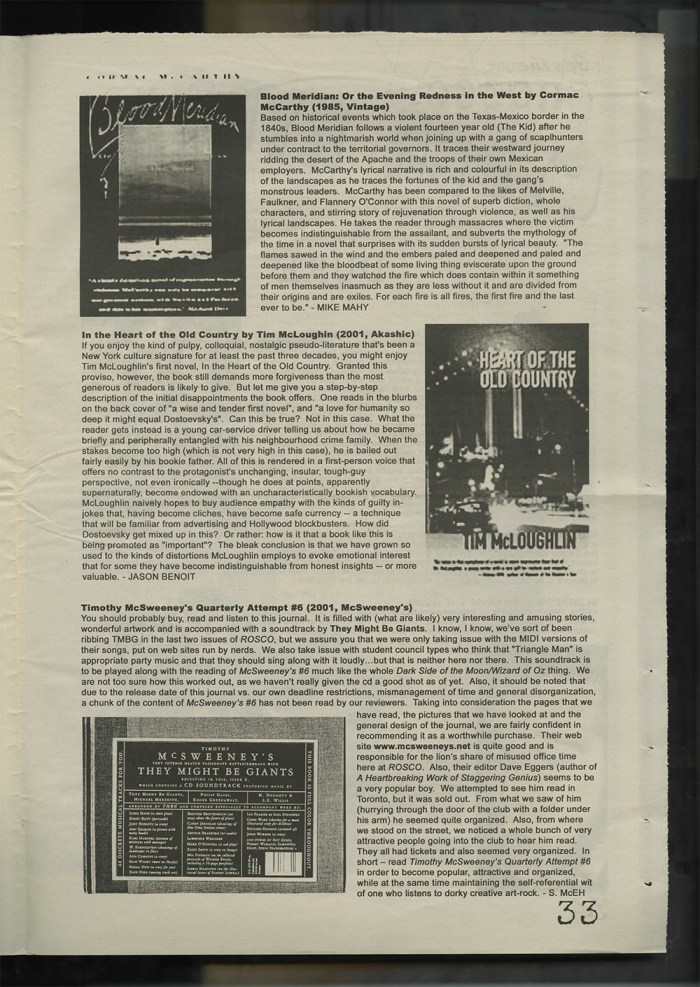 CORMAC McCARTHY
Blood Meridian
Blood Meridian: Or the Evening Redness in the West by Cormac
McCarthy (1985, Vintage)
Based on historical events which took place on the Texas-Mexico border in the
1840s, Blood Meridian follows a violent fourteen year old (The Kid) after he
stumbles into a nightmarish world when joining up with a gang of scaplhunters
under contract to the territorial governors. It traces their westward journey
ridding the desert of the Apache and the troops of their own Mexican
employers. McCarthy's lyrical narrative is rich and colourful in its description
of the landscapes as he traces the fortunes of the kid and the gang's
monstrous leaders. McCarthy has been compared to the likes of Melville,
Faulkner, and Flannery O'Connor with this novel of superb diction, whole
characters, and stirring story of rejuvenation through violence, as well as his
lyrical landscapes. He takes the reader through massacres where the victim
becomes indistinguishable from the assailant, and subverts the mythology of
the time in a novel that surprises with its sudden bursts of lyrical beauty. "The
flames sawed in the wind and the embers paled and deepened and paled and
deepened like the bloodbeat of some living thing eviscerate upon the ground
before them and they watched the fire which does contain within it something
of men themselves inasmuch as they are less without it and are divided from
their origins and are exiles. For each fire is all fires, the first fire and the last
ever to be." - MIKE MAHY
In the Heart of the Old Country by Tim McLoughin (2001, Akashic)
If you enjoy the kind of pulpy, colloquial, nostalgic pseudo-literature that's been a
New York culture signature for at least the past three decades, you might enjoy
Tim McLoughlin's first novel, In the Heart of the Old Country. Granted this
proviso, however, the book still demands more forgiveness than the most
generous of readers is likely to give. But let me give you a step-by-step
description of the initial disappointments the book offers. One reads in the blurbs
on the back cover of "a wise and tender first novel", and "a love for humanity so
deep it might equal Dostoevsky's". Can this be true? Not in this case. What the
reader gets instead is a young car-service driver telling us about how he became
briefly and peripherally entangled with his neighbourhood crime family. When the
stakes become too high (which is not very high in this case), he is bailed out
fairly easily by his bookie father. All of this is rendered in a first-person voice that
offers no contrast to the protagonist's unchanging, insular, tough-guy
perspective, not even ironically --though he does at points, apparently
supernaturally, become endowed with an uncharacteristically bookish vocabulary.
McLoughlin naively hopes to buy audience empathy with the kinds of guilty in-
jokes that, having become cliches, have become safe currency -- a technique
that will be familiar from advertising and Hollywood blockbusters. How did
Dostoevsky get mixed up in this? Or rather: how is it that a book like this is
being promoted as "important"? The bleak conclusion is that we have grown so
used to the kinds of distortions McLoughlin employs to evoke emotional interest
that for some they have become indistinguishable from honest insights -- or more
valuable. - JASON BENOIT
HEART OF THE
OLD COUNTRY
TIM McLOUGHLIN
Timothy McSweeney's Quarterly Attempt #6 (2001, McSweeney's)
You should probably buy, read and listen to this journal. It is filled with (what are likely) very interesting and amusing stories,
wonderful artwork and is accompanied with a soundtrack by They Might Be Giants. I know, I know, we've sort of been
ribbing TMBG in the last two issues of ROSCO, but we assure you that we were only taking issue with the MIDI versions of
their songs, put on web sites run by nerds. We also take issue with student council types who think that "Triangle Man" is
appropriate party music and that they should sing along with it loudly...but that is neither here nor there. This soundtrack is
to be played along with the reading of McSweeney's #6 much like the whole Dark Side of the Moon/Wizard of Oz thing. We
are not too sure how this worked out, as we haven't really given the cd a good shot as of yet. Also, it should be noted that
due to the release date of this journal vs. our own deadline restrictions, mismanagement of time and general disorganization,
a chunk of the content of McSweeney's #6 has not been read by our reviewers. Taking into consideration the pages that we
have read, the pictures that we have looked at and the
general design of the journal, we are fairly confident in
recommending it as a worthwhile purchase. Their web
site www.mcsweeneys.net is quite good and is
responsible for the lion's share of misused office time
here at ROSCO. Also, their editor Dave Eggers (author of
A Heartbreaking Work of Staggering Genius) seems to be
a very popular boy. We attempted to see him read in
Toronto, but it was sold out. From what we saw of him
(hurrying through the door of the club with a folder under
his arm) he seemed quite organized. Also, from where
we stood on the street, we noticed a whole bunch of very
attractive people going into the club to hear him read.
They all had tickets and also seemed very organized. In
short – read Timothy McSweeney's Quarterly Attempt #6
in order to become popular, attractive and organized,
while at the same time maintaining the self-referential wit
of one who listens to dorky creative art-rock. - S. McEH
TIMOTHY
McSWEENEY'S
THEY MIGHT BE GIANTS
RESULTING IN THIS, ISSUE 6,
WHICH CONTAINS a CD SOUNDTRACK FEATURING MUSIC BY
THEY MIGHT BE GIANTS,
MICHAEL MEREDITH,
PHILIP GLASS,
ROGER GREENAWALT,
M. DOUGHTY &
L.E. WILLIS
33